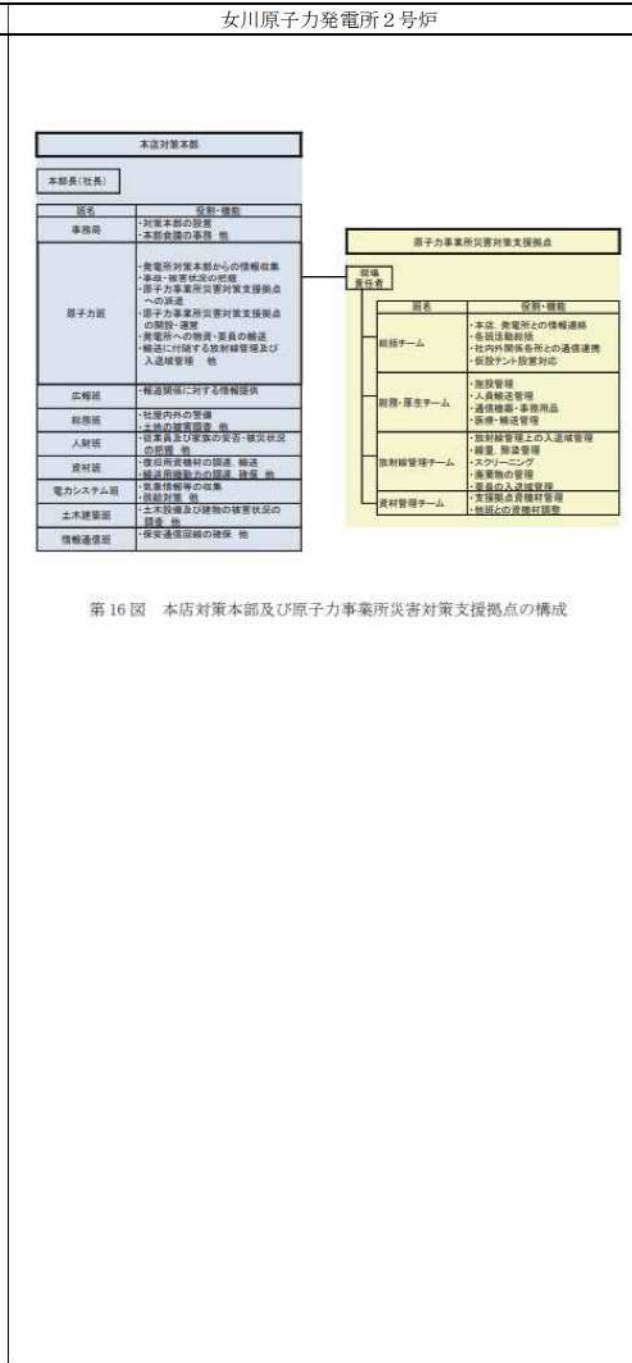 女川原子力発電所２号炉
本店対策本部
本部長(社長)
班名 役割・機能
事務局
・対策本部の設営
・本部会議の事務 他
原子力班
・発電所対策本部からの情報収集
・事故・被害状況の把握
・原子力事業所災害対策支援拠点
への派遣
・原子力事業所災害対策支援拠点
の開設・運営
・発電所への物資・要員の輸送
・輸送に付随する放射線管理及び
入退域管理 他
広報班
・報道関係に対する情報提供
総務班
・社屋内外の警備
・土地の被害調査 他
人財班
・従業員及び家族の安否・被災状況
の把握 他
資材班
・復旧用資機材の調達、輸送
・輸送用機動力の調達、確保 他
電力システム班
・気象情報等の収集
・供給対策 他
土木建築班
・土木設備及び建物の被害状況の
調査 他
情報通信班
・保安通信回線の確保 他
原子力事業所災害対策支援拠点
現場
責任者
班名 役割・機能
総括チーム
・本店、発電所との情報連絡
・各班活動総括
・社内外関係各所との通信連携
・仮設テント設営対応
総務・厚生チーム
・施設管理
・人員輸送管理
・通信機器・事務用品
・医療・輸送管理
放射線管理チーム
・放射線管理上の入退域管理
・線量、除染管理
・スクリーニング
・廃棄物の管理
・要員の入退域管理
資材管理チーム
・支援拠点資機材管理
・他班との資機材調整
第 16 図 本店対策本部及び原子力事業所災害対策支援拠点の構成